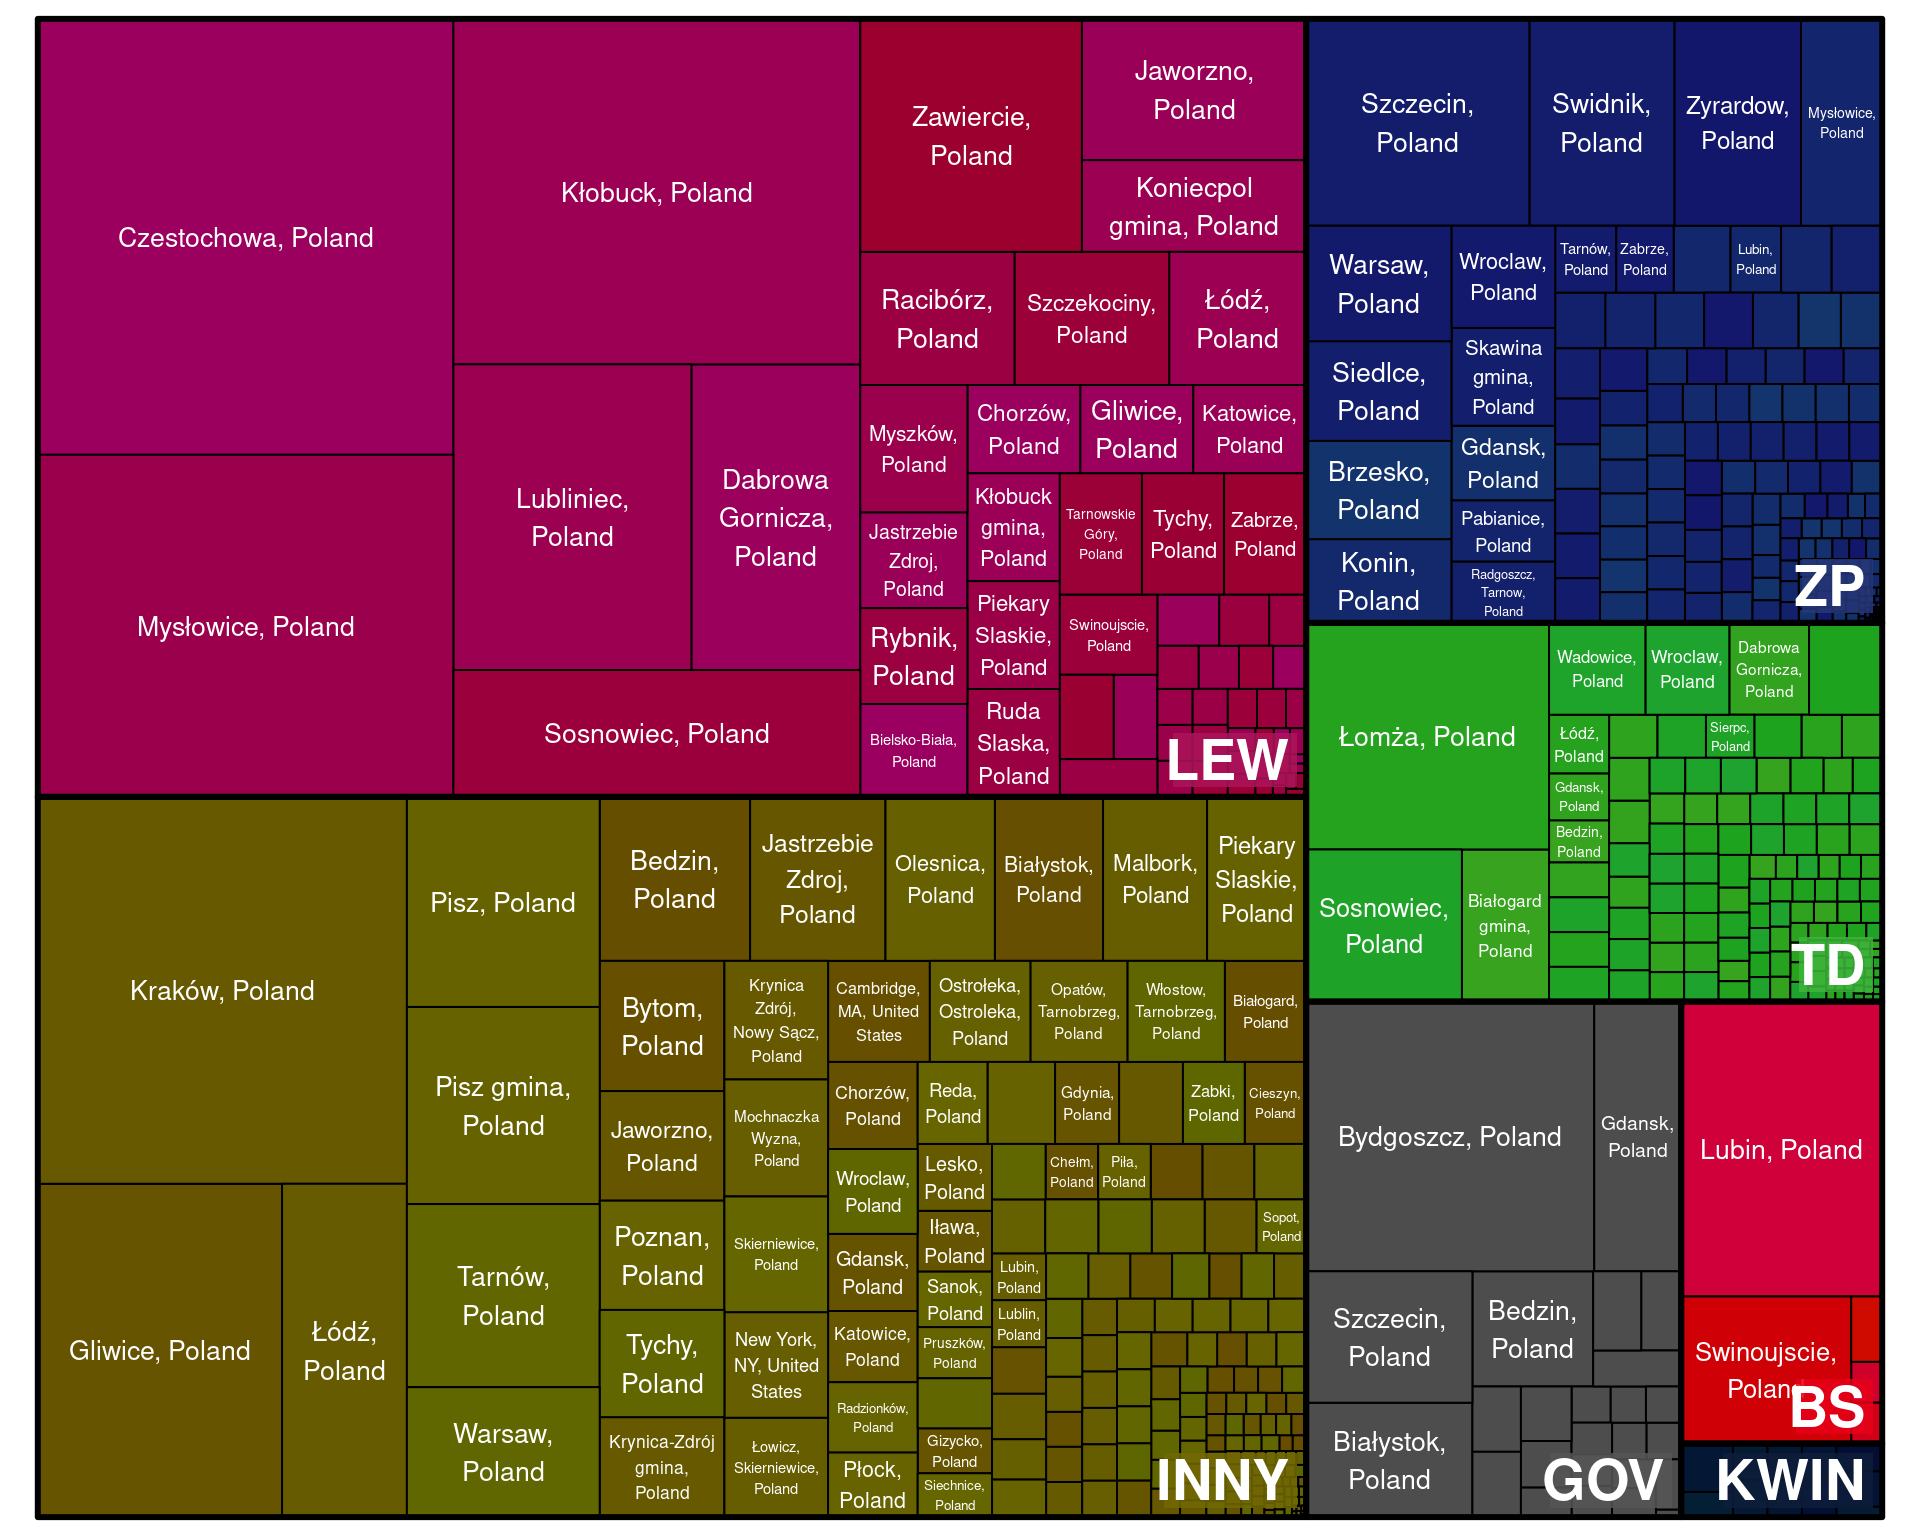 Czestochowa, Poland
Mysłowice, Poland
Kłobuck, Poland
Lubliniec,
Poland
Dabrowa
Gornicza,
Poland
Sosnowiec, Poland
Zawiercie,
Poland
Jaworzno,
Poland
Koniecpol
gmina, Poland
Racibórz,
Poland
Szczekociny,
Poland
Łódź,
Poland
Myszków,
Poland
Jastrzebie
Zdroj,
Poland
Rybnik,
Poland
Bielsko-Biała,
Poland
Chorzów,
Poland
Gliwice,
Poland
Katowice,
Poland
Kłobuck
gmina,
Poland
Piekary
Slaskie,
Poland
Ruda
Slaska,
Poland
Tarnowskie
Góry,
Poland
Tychy,
Poland
Zabrze,
Poland
Swinoujscie,
Poland
LEW
Szczecin,
Poland
Swidnik,
Poland
Zyrardow,
Poland
Mysłowice,
Poland
Warsaw,
Poland
Siedlce,
Poland
Brzesko,
Poland
Konin,
Poland
Wroclaw,
Poland
Skawina
gmina,
Poland
Gdansk,
Poland
Pabianice,
Poland
Radgoszcz,
Tarnow,
Poland
Tarnów,
Poland
Zabrze,
Poland
Lubin,
Poland
ZP
Łomża, Poland
Sosnowiec,
Poland
Białogard
gmina,
Poland
Wadowice,
Poland
Wroclaw,
Poland
Dabrowa
Gornicza,
Poland
Łódź,
Poland
Gdansk,
Poland
Bedzin,
Poland
Sierpc,
Poland
TD
Kraków, Poland
Gliwice, Poland
Łódź,
Poland
Pisz, Poland
Pisz gmina,
Poland
Tarnów,
Poland
Warsaw,
Poland
Bedzin,
Poland
Jastrzebie
Zdroj,
Poland
Olesnica,
Poland
Białystok,
Poland
Malbork,
Poland
Piekary
Slaskie,
Poland
Bytom,
Poland
Jaworzno,
Poland
Poznan,
Poland
Tychy,
Poland
Krynica-Zdrój
gmina,
Poland
Krynica
Zdrój,
Nowy Sącz,
Poland
Mochnaczka
Wyzna,
Poland
Skierniewice,
Poland
New York,
NY, United
States
Łowicz,
Skierniewice,
Poland
Cambridge,
MA, United
States
Ostrołeka,
Ostroleka,
Poland
Opatów,
Tarnobrzeg,
Poland
Włostow,
Tarnobrzeg,
Poland
Białogard,
Poland
Chorzów,
Poland
Wroclaw,
Poland
Gdansk,
Poland
Katowice,
Poland
Radzionków,
Poland
Płock,
Poland
Reda,
Poland
Gdynia,
Poland
Zabki,
Poland
Cieszyn,
Poland
Lesko,
Poland
Iława,
Poland
Sanok,
Poland
Pruszków,
Poland
Gizycko,
Poland
Siechnice,
Poland
Chełm,
Poland
Piła,
Poland
Sopot,
Poland
Lubin,
Poland
Lublin,
Poland
INNY
Bydgoszcz, Poland
Gdansk,
Poland
Szczecin,
Poland
Bedzin,
Poland
Białystok,
Poland
GOV
Lubin, Poland
Swinoujscie,
Poland
BS
KWIN